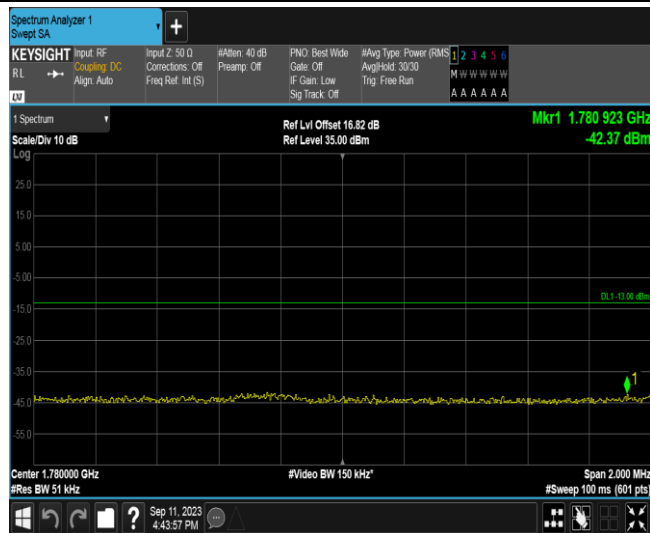 Spectrum Analyzer 1
Swept SA
+
KEYSIGHT
RL
Input: RF
Coupling: DC
Align: Auto
Input Z: 50 Ω
Corrections: Off
Freq Ref: Int (S)
#Atten: 40 dB
Preamp: Off
PNO: Best Wide
Gate: Off
IF Gain: Low
Sig Track: Off
#Avg Type: Power (RMS
Avg|Hold: 30/30
Trig: Free Run
1 2 3 4 5 6
M W W W W W
A A A A A A
1 Spectrum
Scale/Div 10 dB
Log
Ref Lvl Offset 16.82 dB
Ref Level 35.00 dBm
Mkr1 1.780 923 GHz
-42.37 dBm
25.0
15.0
5.00
-5.00
-15.0
-25.0
-35.0
-45.0
-55.0
DL1 -13.00 dBm
1
Center 1.780000 GHz
#Res BW 51 kHz
#Video BW 150 kHz*
Span 2.000 MHz
#Sweep 100 ms (601 pts)
?
Sep 11, 2023
4:43:57 PM